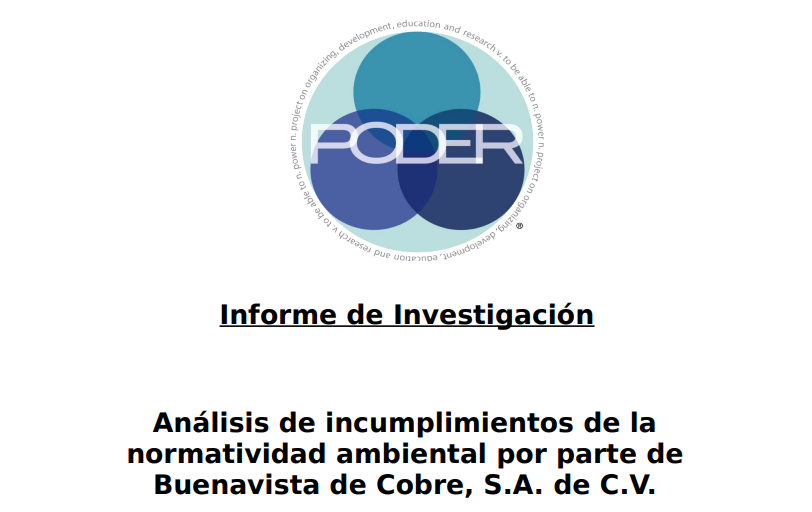 project on organizing, development, education and research v. to be able to n. power n. project on organizing, development, education and research v. to be able to n. power n.
PODER
®
Informe de Investigación
Análisis de incumplimientos de la
normatividad ambiental por parte de
Buenavista de Cobre, S.A. de C.V.